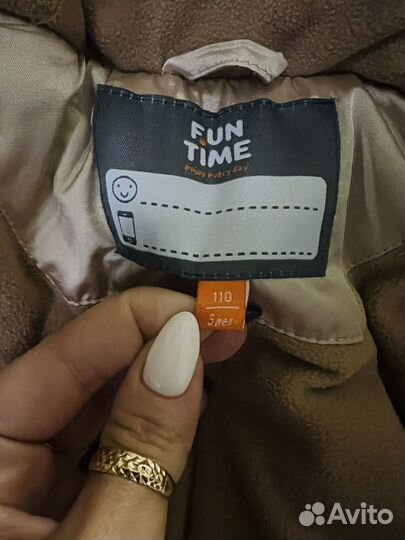 FUN
TIME
enjoy every day!
110
5 лет
Avito